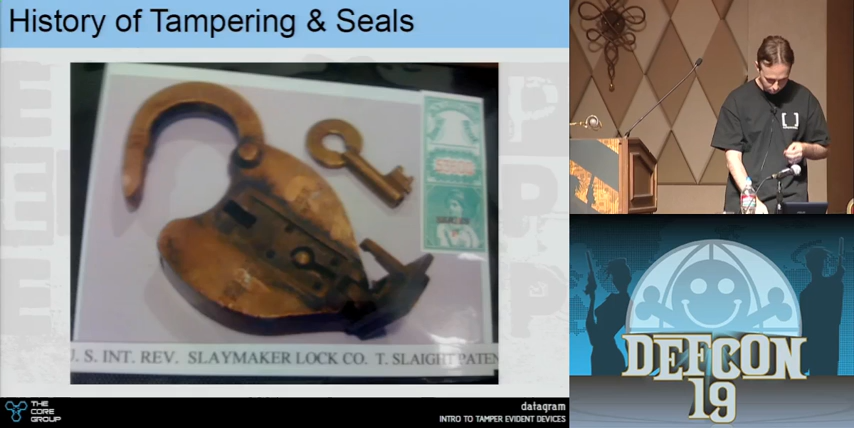 History of Tampering & Seals
U. S. INT. REV. SLAYMAKER LOCK CO. T. SLAIGHT PATEN
THE
CORE
GROUP
datagram
INTRO TO TAMPER EVIDENT DEVICES
DEFCON
19